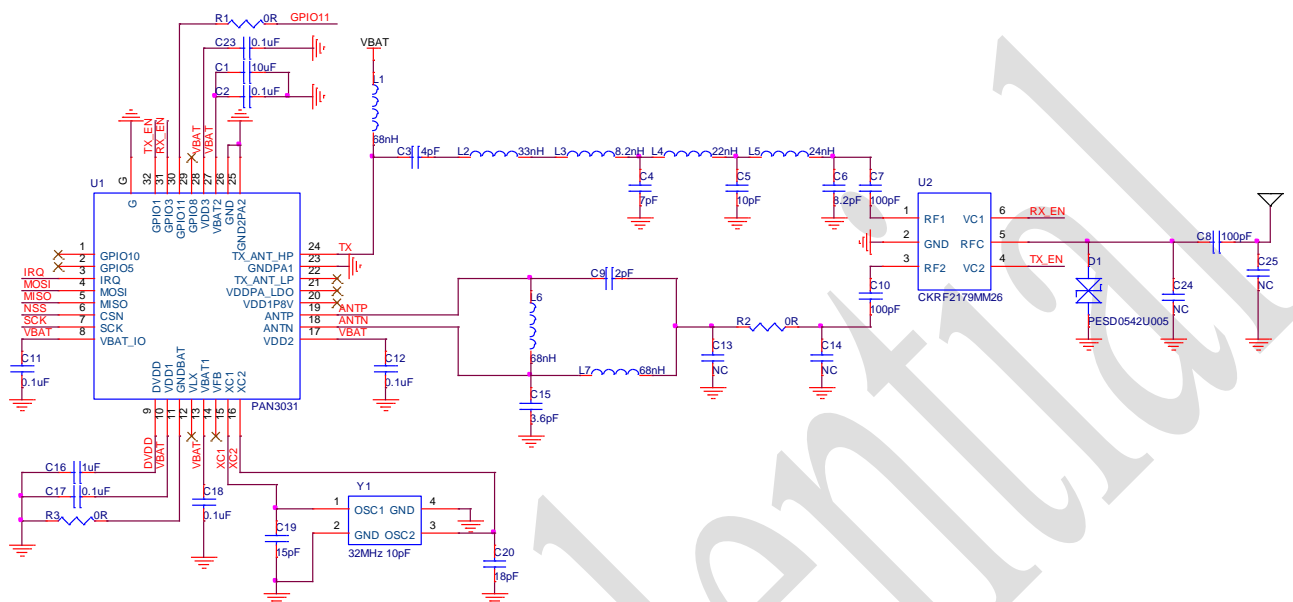 R1 0R GPIO11
C23 0.1uF
C1 10uF
C2 0.1uF
VBAT
L1
68nH
TX_EN
RX_EN
VBAT
VBAT
C3 4pF L2 33nH L3 8.2nH L4 22nH L5 24nH
C4
7pF
C5
10pF
C6
8.2pF
C7
100pF
U1
G 32 31 30 29 28 27 26 25
G GPIO1 GPIO3 GPIO11 GPIO8 VDD3 VBAT2 GND GND2PA2
1 GPIO10
2 GPIO5
IRQ 3 IRQ
MOSI 4 MOSI
MISO 5 MISO
NSS 6 CSN
SCK 7 SCK
VBAT 8 VBAT_IO
TX_ANT_HP 24 TX
GNDPA1 23
TX_ANT_LP 22
VDDPA_LDO 21
VDD1P8V 20
ANTP 19 ANTP
ANTN 18 ANTN
VDD2 17 VBAT
DVDD VDD1 GNDBAT VLX VBAT1 VFB XC1 XC2
9 10 11 12 13 14 15 16
PAN3031
DVDD
VBAT
VBAT
XC1
XC2
C11
0.1uF
C12
0.1uF
C9 2pF
L6
68nH
L7 68nH
C15
3.6pF
C13
NC
R2 0R
C14
NC
C10
100pF
U2
1 RF1 VC1 6 RX_EN
2 GND RFC 5
3 RF2 VC2 4 TX_EN
CKRF2179MM26
D1
PESD0542U005
C8 100pF
C24
NC
C25
NC
C16 1uF
C17 0.1uF
R3 0R
C18
0.1uF
C19
15pF
Y1
1 OSC1 GND 4
2 GND OSC2 3
32MHz 10pF
C20
18pF
dential